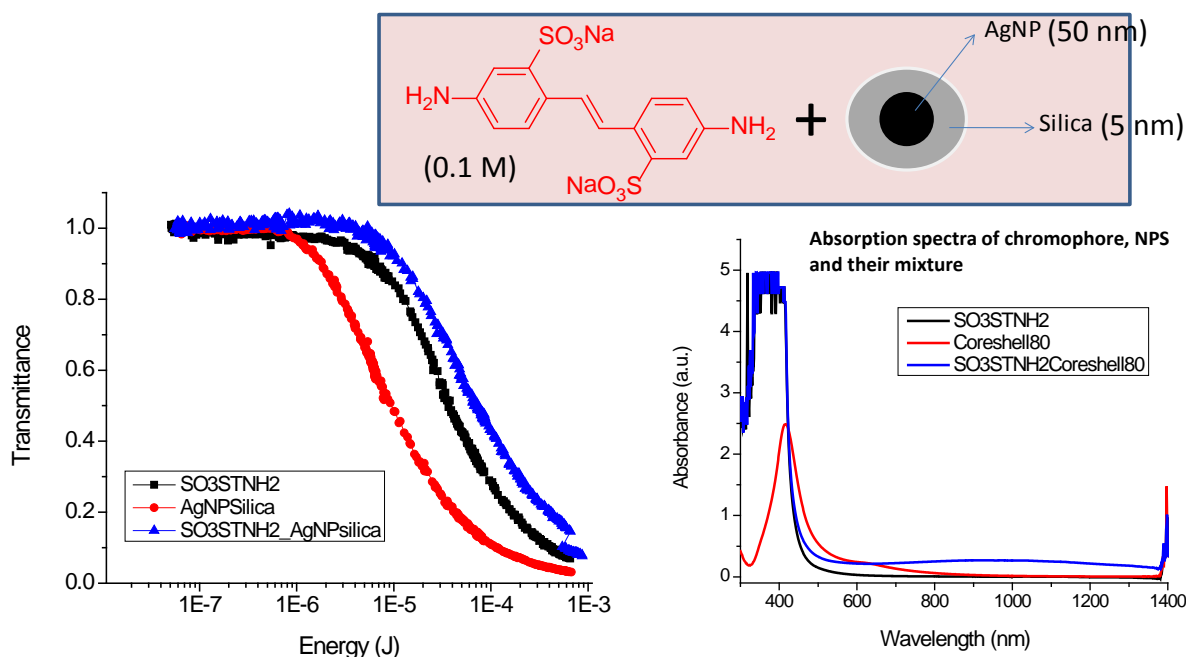 SO3Na
H2N
NH2
NaO3S
(0.1 M)
+
AgNP (50 nm)
Silica (5 nm)
1.0
0.8
0.6
0.4
0.2
0.0
Transmittance
SO3STNH2
AgNPSilica
SO3STNH2_AgNPsilica
1E-7 1E-6 1E-5 1E-4 1E-3
Energy (J)
Absorption spectra of chromophore, NPS
and their mixture
5
4
3
2
1
0
Absorbance (a.u.)
SO3STNH2
Coreshell80
SO3STNH2Coreshell80
400 600 800 1000 1200 1400
Wavelength (nm)